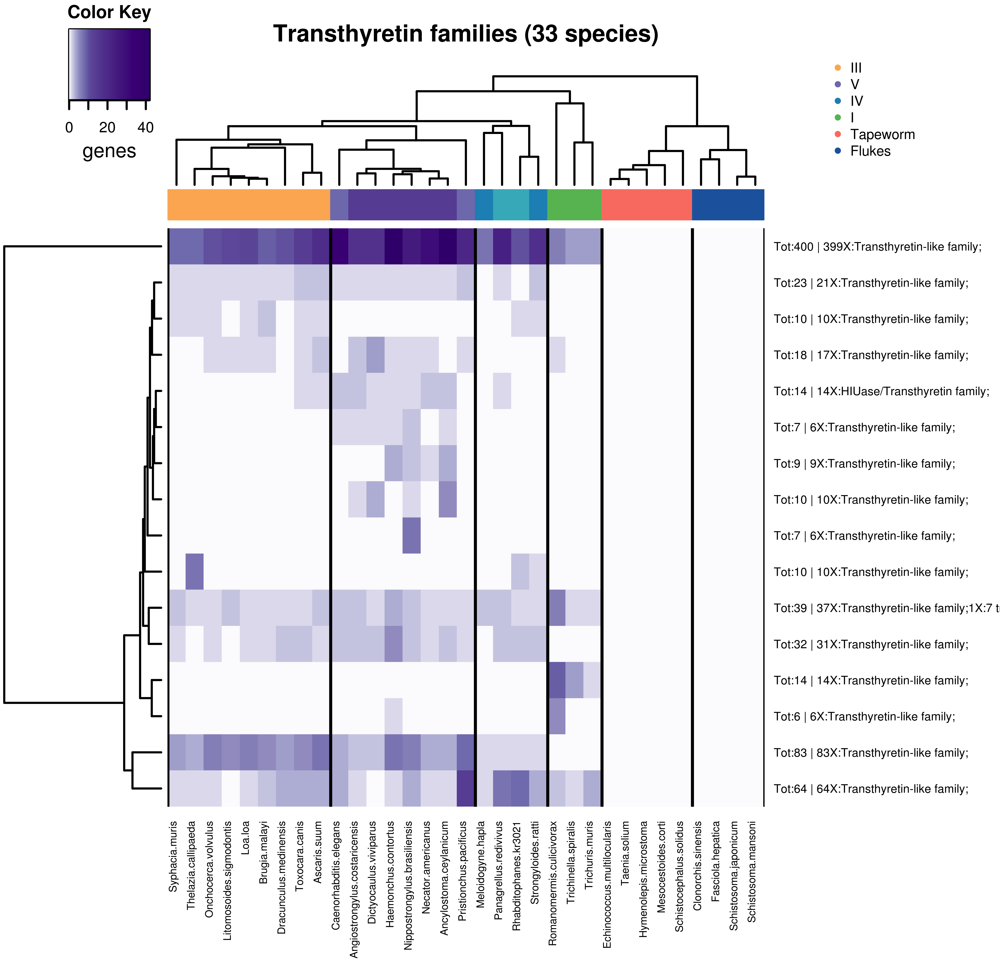 Color Key
0 20 40
genes
Transthyretin families (33 species)
III
V
IV
I
Tapeworm
Flukes
Tot:400 | 399X:Transthyretin-like family;
Tot:23 | 21X:Transthyretin-like family;
Tot:10 | 10X:Transthyretin-like family;
Tot:18 | 17X:Transthyretin-like family;
Tot:14 | 14X:HIUase/Transthyretin family;
Tot:7 | 6X:Transthyretin-like family;
Tot:9 | 9X:Transthyretin-like family;
Tot:10 | 10X:Transthyretin-like family;
Tot:7 | 6X:Transthyretin-like family;
Tot:10 | 10X:Transthyretin-like family;
Tot:39 | 37X:Transthyretin-like family;1X:7
Tot:32 | 31X:Transthyretin-like family;
Tot:14 | 14X:Transthyretin-like family;
Tot:6 | 6X:Transthyretin-like family;
Tot:83 | 83X:Transthyretin-like family;
Tot:64 | 64X:Transthyretin-like family;
Syphacia.muris
Thelazia.callipaeda
Onchocerca.volvulus
Litomosoides.sigmodontis
Loa.loa
Brugia.malayi
Dracunculus.medinensis
Toxocara.canis
Ascaris.suum
Caenorhabditis.elegans
Angiostrongylus.costaricensis
Dictyocaulus.viviparus
Haemonchus.contortus
Nippostrongylus.brasiliensis
Necator.americanus
Ancylostoma.ceylanicum
Pristionchus.pacificus
Meloidogyne.hapla
Panagrellus.redivivus
Rhabditophanes.kr3021
Strongyloides.ratti
Romanomermis.culicivorax
Trichinella.spiralis
Trichuris.muris
Echinococcus.multilocularis
Taenia.solium
Hymenolepis.microstoma
Mesocestoides.corti
Schistocephalus.solidus
Clonorchis.sinensis
Fasciola.hepatica
Schistosoma.japonicum
Schistosoma.mansoni